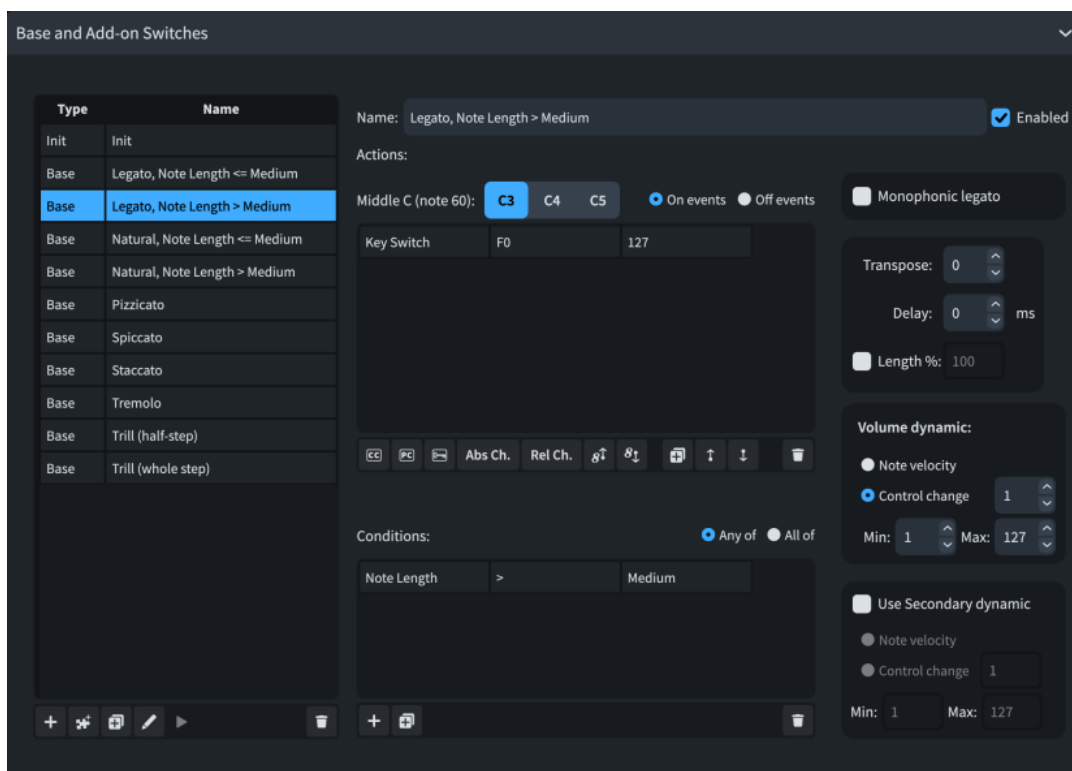 Base and Add-on Switches
Type Name
Init Init
Base Legato, Note Length <= Medium
Base Legato, Note Length > Medium
Base Natural, Note Length <= Medium
Base Natural, Note Length > Medium
Base Pizzicato
Base Spiccato
Base Staccato
Base Tremolo
Base Trill (half-step)
Base Trill (whole step)
Name: Legato, Note Length > Medium Enabled
Actions:
Middle C (note 60): C3 C4 C5 On events Off events
Key Switch F0 127
CC PC Abs Ch. Rel Ch. 8 8
Conditions: Any of All of
Note Length > Medium
Monophonic legato
Transpose: 0
Delay: 0 ms
Length %: 100
Volume dynamic:
Note velocity
Control change 1
Min: 1 Max: 127
Use Secondary dynamic
Note velocity
Control change 1
Min: 1 Max: 127